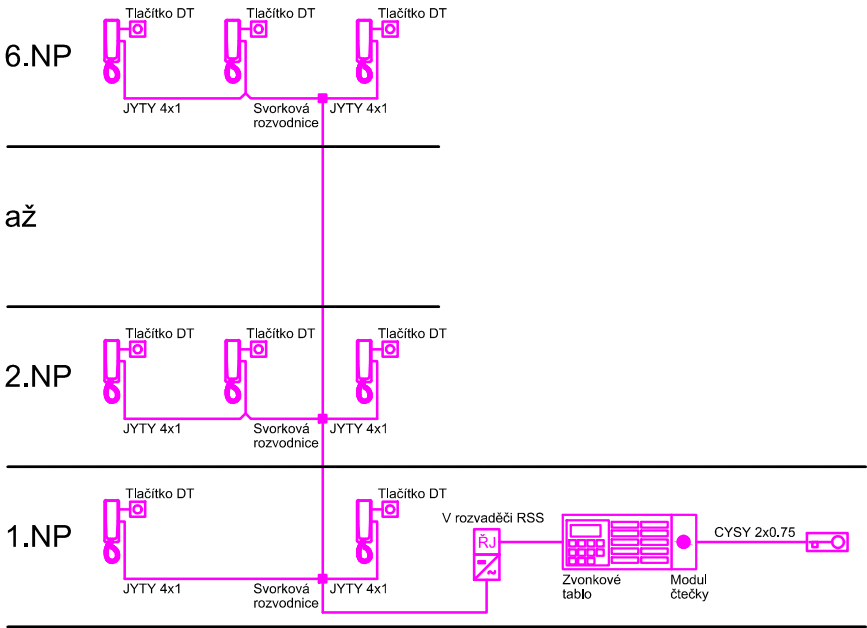 Tlačítko DT
Tlačítko DT
Tlačítko DT
6.NP
JYTY 4x1
Svorková
rozvodnice
JYTY 4x1
až
Tlačítko DT
Tlačítko DT
Tlačítko DT
2.NP
JYTY 4x1
Svorková
rozvodnice
JYTY 4x1
Tlačítko DT
Tlačítko DT
1.NP
V rozvaděči RSS
ŘJ
CYSY 2x0.75
JYTY 4x1
Svorková
rozvodnice
JYTY 4x1
Zvonkové
tablo
Modul
čtečky